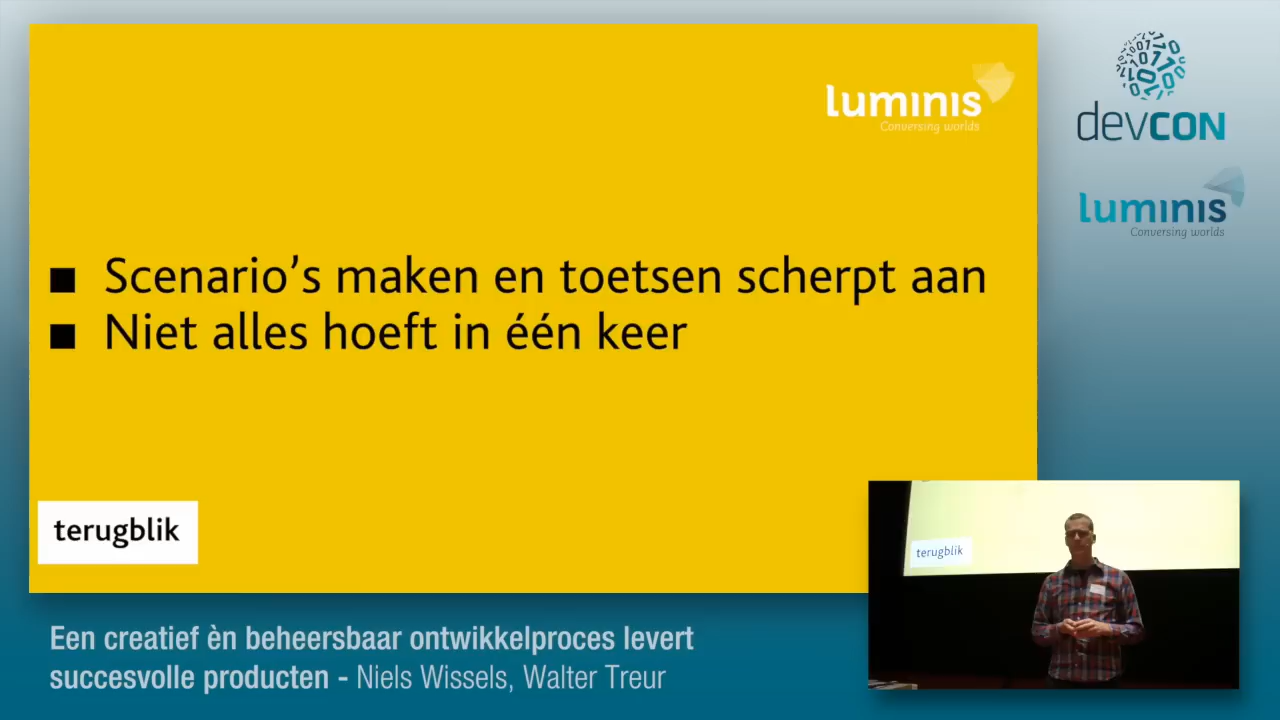 luminis
Conversing worlds
devCON
luminis
Conversing worlds
■ Scenario’s maken en toetsen scherpt aan
■ Niet alles hoeft in één keer
terugblik
terugblik
Een creatief èn beheersbaar ontwikkelproces levert
succesvolle producten - Niels Wissels, Walter Treur